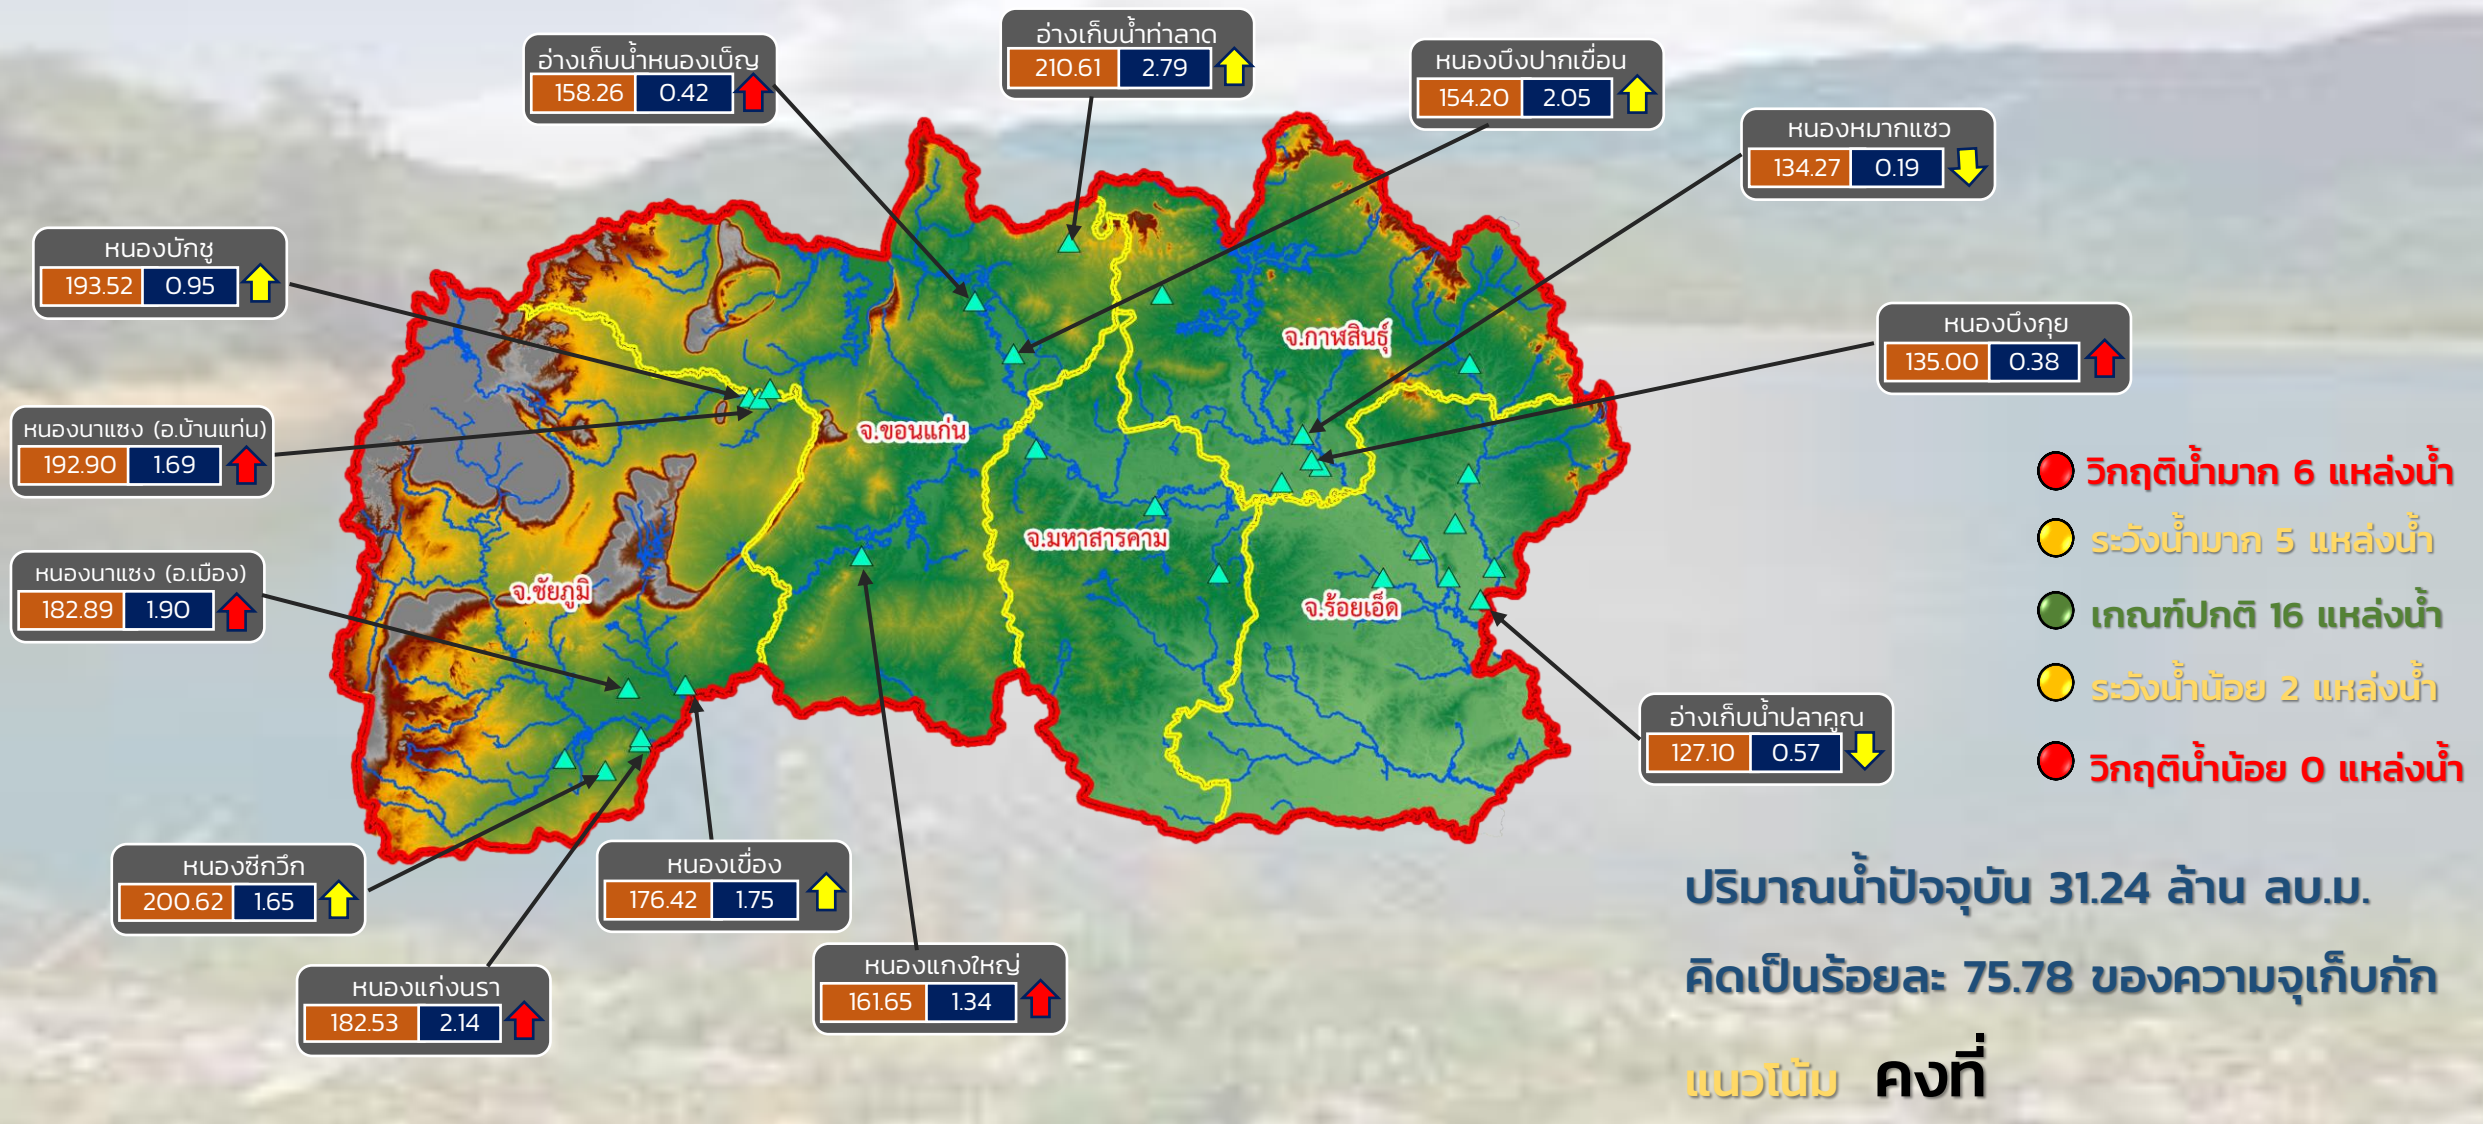 อ่างเก็บน้ำท่าลาด
210.61 2.79
อ่างเก็บน้ำหนองเบ็ญ
158.26 0.42
หนองบึงปากเขื่อน
154.20 2.05
หนองหมากแซว
134.27 0.19
หนองบักชู
193.52 0.95
หนองบึงกุย
135.00 0.38
จ.กาฬสินธุ์
หนองนาแซง (อ.บ้านแท่น)
192.90 1.69
จ.ขอนแก่น
วิกฤติน้ำมาก 6 แหล่งน้ำ
ระวังน้ำมาก 5 แหล่งน้ำ
จ.มหาสารคาม
หนองนาแซง (อ.เมือง)
182.89 1.90
จ.ชัยภูมิ
จ.ร้อยเอ็ด
เกณฑ์ปกติ 16 แหล่งน้ำ
ระวังน้ำน้อย 2 แหล่งน้ำ
อ่างเก็บน้ำปลาคูณ
127.10 0.57
วิกฤติน้ำน้อย 0 แหล่งน้ำ
หนองซีกวึก
200.62 1.65
หนองเขื่อง
176.42 1.75
ปริมาณน้ำปัจจุบัน 31.24 ล้าน ลบ.ม.
หนองแกงใหญ่
161.65 1.34
คิดเป็นร้อยละ 75.78 ของความจุเก็บกัก
หนองแก่งนรา
182.53 2.14
แนวโน้ม คงที่